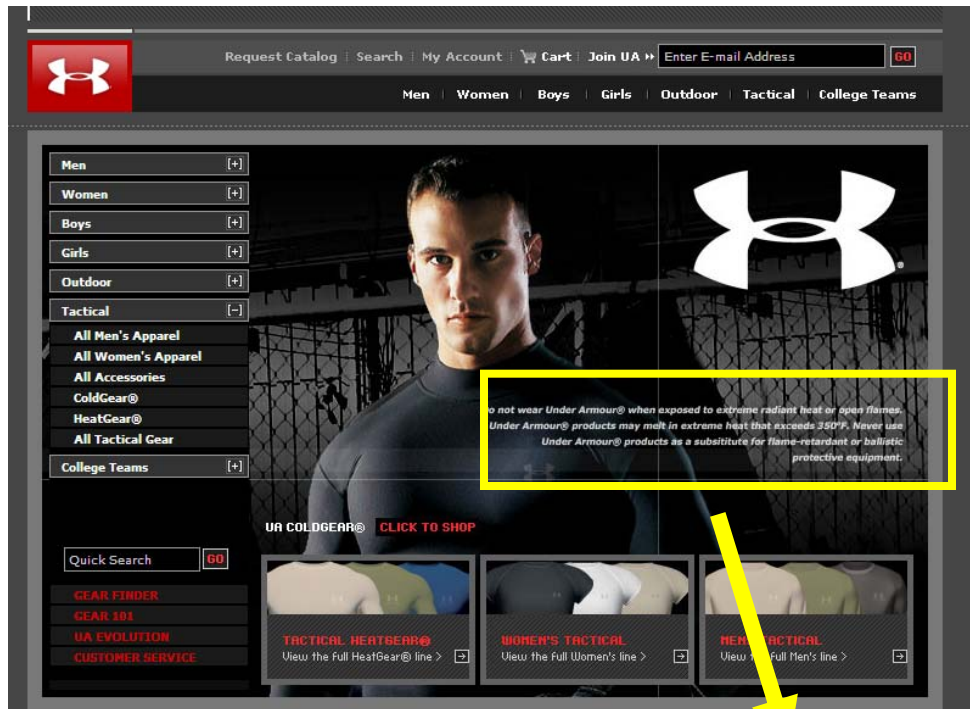 Request Catalog | Search | My Account | Cart | Join UA Enter E-mail Address GO
Men | Women | Boys | Girls | Outdoor | Tactical | College Teams
Men [+]
Women [+]
Boys [+]
Girls [+]
Outdoor [+]
Tactical [-]
All Men's Apparel
All Women's Apparel
All Accessories
ColdGear®
HeatGear®
All Tactical Gear
College Teams [+]
®
o not wear Under Armour® when exposed to extreme radiant heat or open flames.
Under Armour® products may melt in extreme heat that exceeds 350°F. Never use
Under Armour® products as a subsititute for flame-retardant or ballistic
protective equipment.
UA COLDGEAR® CLICK TO SHOP
Quick Search GO
GEAR FINDER
GEAR 101
UA EVOLUTION
CUSTOMER SERVICE
TACTICAL HEATGEAR®
View the full HeatGear® line >
WOMEN'S TACTICAL
View the full Women's line >
MEN'S TACTICAL
View the full Men's line >